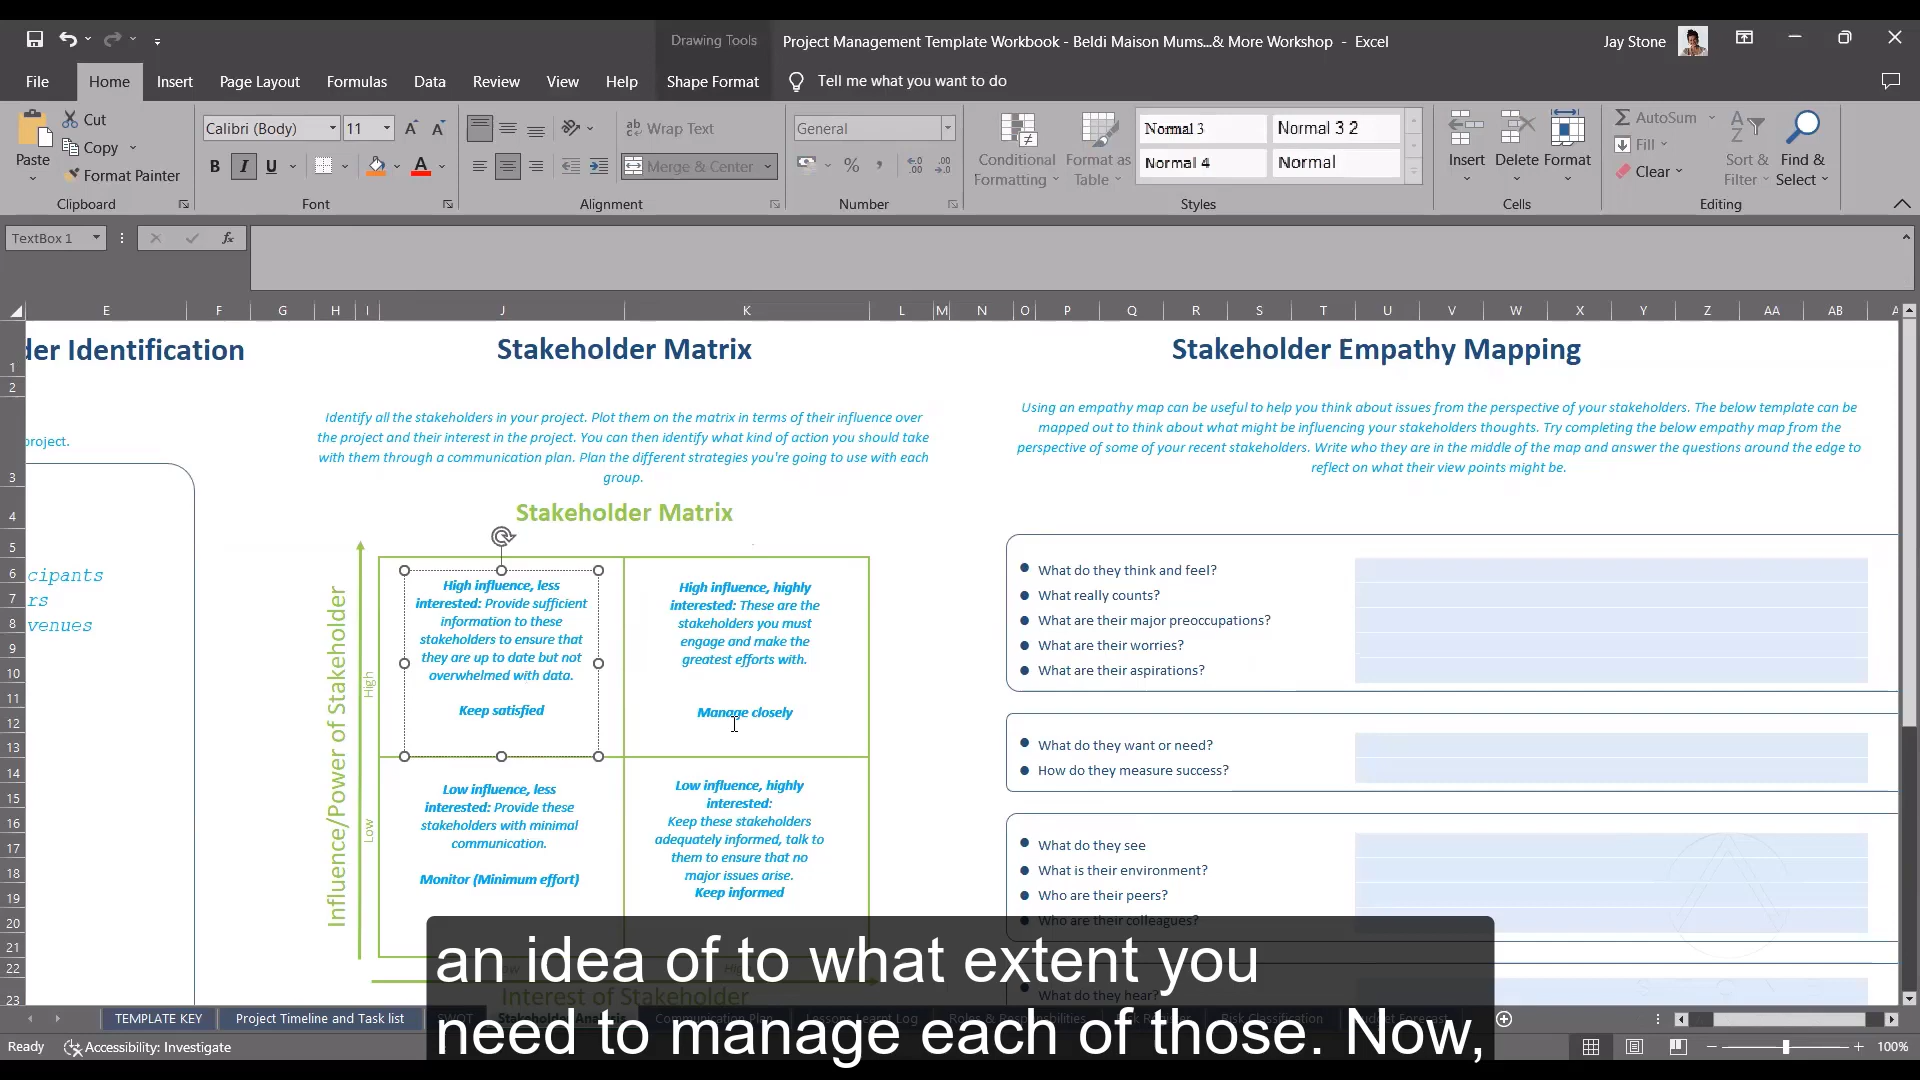 Drawing Tools
Project Management Template Workbook - Beldi Maison Mums...& More Workshop - Excel
Jay Stone
File
Home
Insert
Page Layout
Formulas
Data
Review
View
Help
Shape Format
Tell me what you want to do
Paste
Cut
Copy
Format Painter
Clipboard
Calibri (Body)
11
B I U
Font
Wrap Text
Merge & Center
Alignment
General
Number
Conditional Formatting
Format as Table
Normal 3
Normal 3 2
Normal 4
Normal
Styles
Insert
Delete
Format
Cells
AutoSum
Fill
Clear
Sort & Filter
Find & Select
Editing
TextBox 1
fx
E F G H I J K L M N O P Q R S T U V W X Y Z AA AB
1
2
3
4
5
6
7
8
9
10
11
12
13
14
15
16
17
18
19
20
21
22
23
der Identification
project.
cipants
rs
venues
Stakeholder Matrix
Identify all the stakeholders in your project. Plot them on the matrix in terms of their influence over
the project and their interest in the project. You can then identify what kind of action you should take
with them through a communication plan. Plan the different strategies you're going to use with each
group.
Stakeholder Matrix
Influence/Power of Stakeholder
High
Low
High influence, less
interested: Provide sufficient
information to these
stakeholders to ensure that
they are up to date but not
overwhelmed with data.
Keep satisfied
High influence, highly
interested: These are the
stakeholders you must
engage and make the
greatest efforts with.
Manage closely
Low influence, less
interested: Provide these
stakeholders with minimal
communication.
Monitor (Minimum effort)
Low influence, highly
interested:
Keep these stakeholders
adequately informed, talk to
them to ensure that no
major issues arise.
Keep informed
Interest of Stakeholder
Stakeholder Empathy Mapping
Using an empathy map can be useful to help you think about issues from the perspective of your stakeholders. The below template can be
mapped out to think about what might be influencing your stakeholders thoughts. Try completing the below empathy map from the
perspective of some of your recent stakeholders. Write who they are in the middle of the map and answer the questions around the edge to
reflect on what their view points might be.
What do they think and feel?
What really counts?
What are their major preoccupations?
What are their worries?
What are their aspirations?
What do they want or need?
How do they measure success?
What do they see
What is their environment?
Who are their peers?
Who are their colleagues?
What do they hear?
an idea of to what extent you
need to manage each of those. Now,
TEMPLATE KEY
Project Timeline and Task list
SWOT
Stakeholder Analysis
Communication Plan
Lessons Learnt Log
Roles & Responsibilities
Risk Classification
Budget Forecast
Ready
Accessibility: Investigate
100%